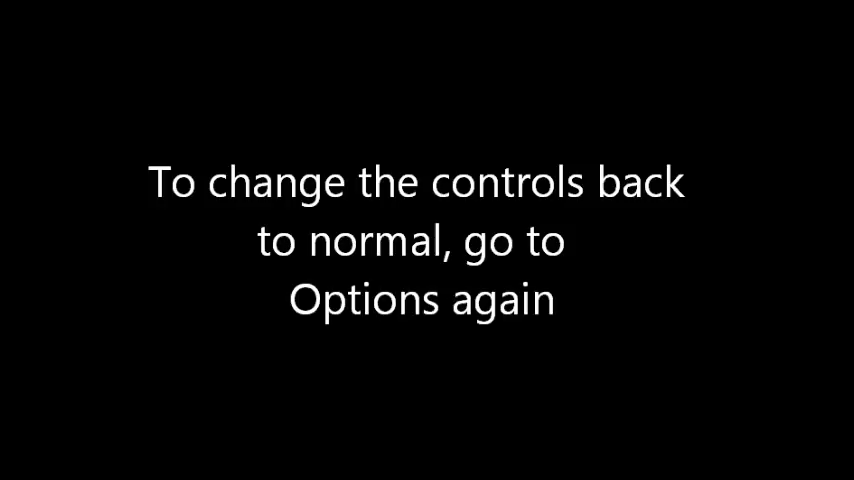 To change the controls back
to normal, go to
Options again